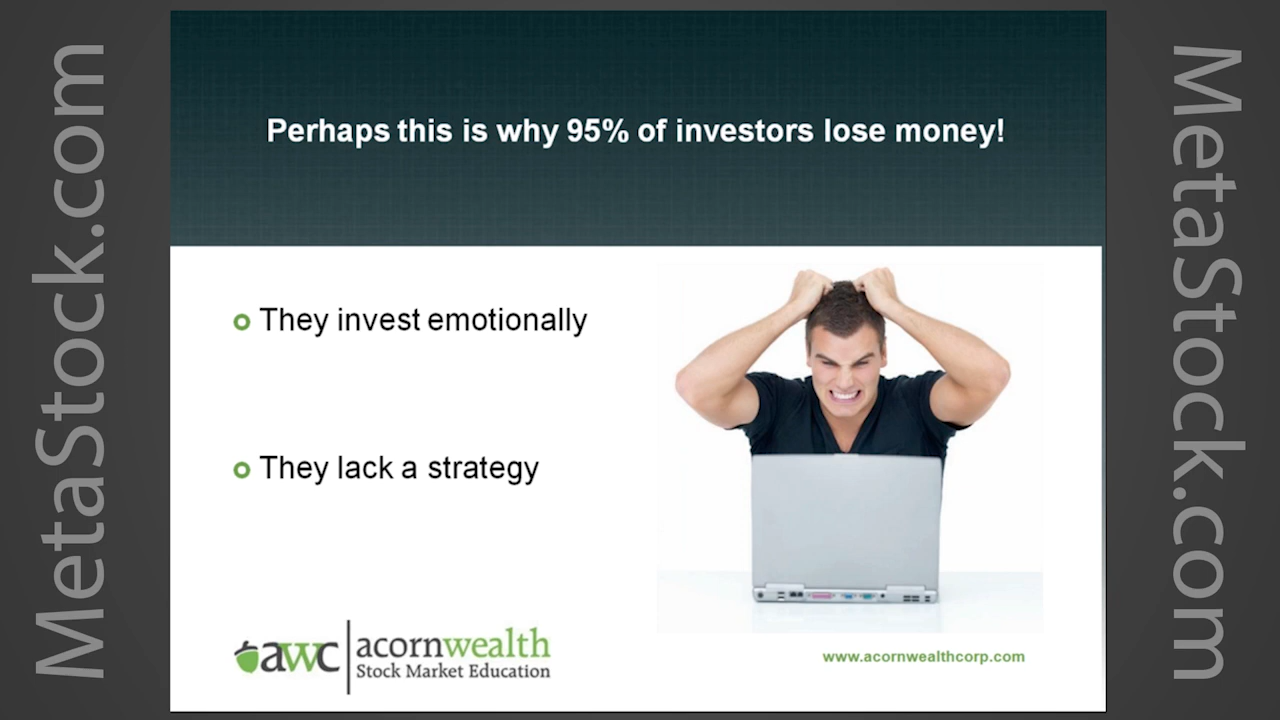 MetaStock.com
Perhaps this is why 95% of investors lose money!
They invest emotionally
They lack a strategy
awc acornwealth
Stock Market Education
www.acornwealthcorp.com
MetaStock.com